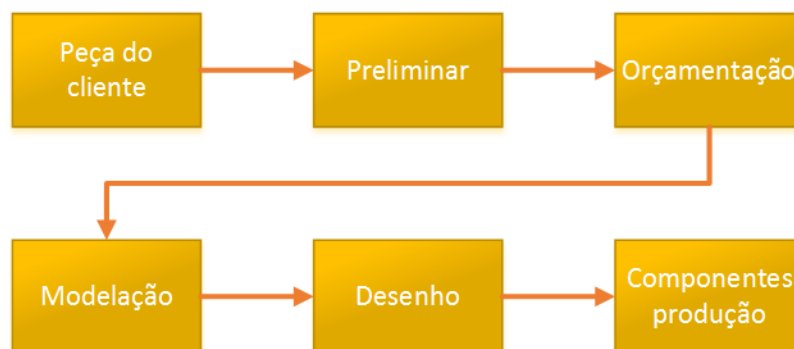 Peça do
cliente
Preliminar
Orçamentação
Modelação
Desenho
Componentes
produção